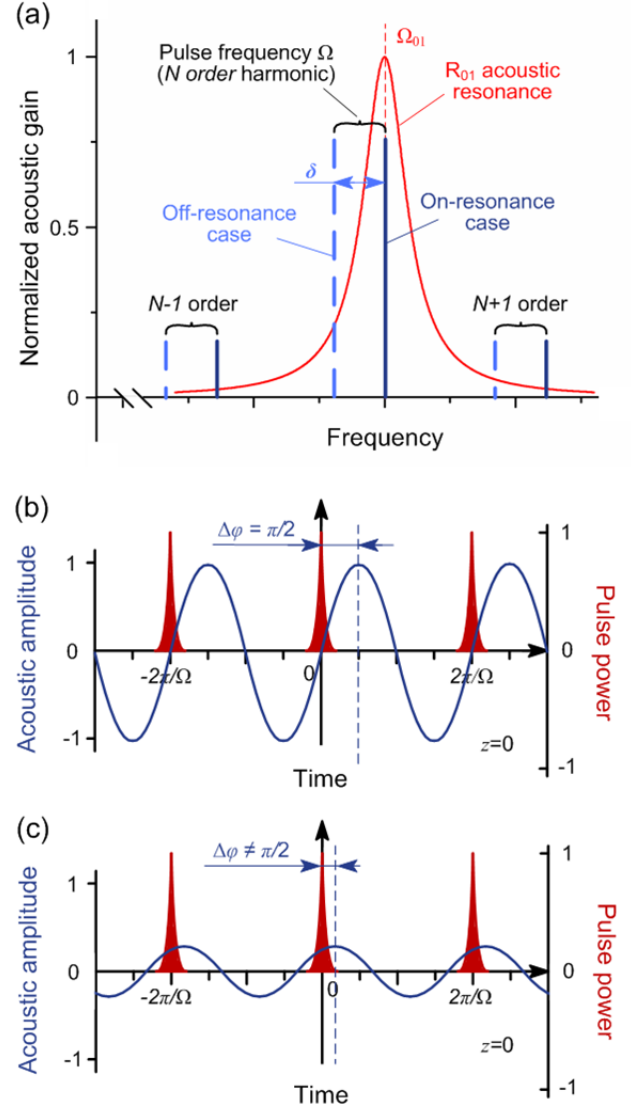 (a)
Ω01
Pulse frequency Ω
(N order harmonic)
R01 acoustic
resonance
δ
Off-resonance
case
On-resonance
case
N-1 order
N+1 order
Normalized acoustic gain
1
0.5
0
Frequency
(b)
Δφ = π/2
Acoustic amplitude
Pulse power
1
0
-1
1
0
-1
-2π/Ω
0
2π/Ω
z=0
Time
(c)
Δφ ≠ π/2
Acoustic amplitude
Pulse power
1
0
-1
1
0
-1
-2π/Ω
0
2π/Ω
z=0
Time